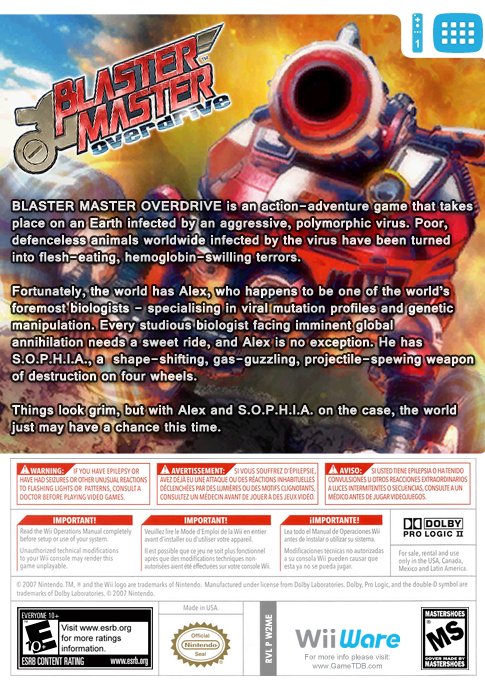 1
BLASTER
MASTER™
overdrive
BLASTER MASTER OVERDRIVE is an action-adventure game that takes
place on an Earth infected by an aggressive, polymorphic virus. Poor,
defenceless animals worldwide infected by the virus have been turned
into flesh-eating, hemoglobin-swilling terrors.
Fortunately, the world has Alex, who happens to be one of the world's
foremost biologists - specialising in viral mutation profiles and genetic
manipulation. Every studious biologist facing imminent global
annihilation needs a sweet ride, and Alex is no exception. He has
S.O.P.H.I.A., a shape-shifting, gas-guzzling, projectile-spewing weapon
of destruction on four wheels.
Things look grim, but with Alex and S.O.P.H.I.A. on the case, the world
just may have a chance this time.
WARNING: IF YOU HAVE EPILEPSY OR
HAVE HAD SEIZURES OR OTHER UNUSUAL REACTIONS
TO FLASHING LIGHTS OR PATTERNS, CONSULT A
DOCTOR BEFORE PLAYING VIDEO GAMES.
AVERTISSEMENT: SI VOUS SOUFFREZ D'ÉPILEPSIE,
AVEZ DÉJÀ EU UNE ATTAQUE OU DES RÉACTIONS INHABITUELLES
DÉCLENCHÉES PAR DES LUMIÈRES OU DES MOTIFS CLIGNOTANTS,
CONSULTEZ UN MÉDECIN AVANT DE JOUER À DES JEUX VIDÉO.
AVISO: SI USTED TIENE EPILEPSIA O HA TENIDO
CONVULSIONES U OTROS REACCIONES EXTRAORDINARIOS
A LUCES INTERMITENTES O SECUENCIAS, CONSULTE A UN
MÉDICO ANTES DE JUGAR VIDEOJUEGOS.
IMPORTANT!
Read the Wii Operations Manual completely
before setup or use of your system.
Unauthorized technical modifications
to your Wii console may render this
game unplayable.
IMPORTANT!
Veuillez lire le Mode d'Emploi de la Wii en entier
avant d'installer ou d'utiliser votre appareil.
Il est possible que ce jeu ne soit plus fonctionnel
après que des modifications techniques non-
autorisées aient été effectuées sur votre console Wii.
¡IMPORTANTE!
Lea todo el Manual de Operaciones Wii
antes de instalar o utilizar su sistema.
Modificaciones técnicas no autorizadas
a su consola Wii pueden causar que
esta ya no se pueda jugar.
DOLBY
PRO LOGIC II
For sale, rental and use
only in the USA, Canada,
Mexico and Latin America.
© 2007 Nintendo. TM, ® and the Wii logo are trademarks of Nintendo. Manufactured under license from Dolby Laboratories. Dolby, Pro Logic, and the double-D symbol are
trademarks of Dolby Laboratories. © 2007 Nintendo.
EVERYONE 10+
E 10+
Visit www.esrb.org
for more ratings
information.
ESRB CONTENT RATING www.esrb.org
Made in USA.
Official
Nintendo
Seal
RVL P W2ME
WiiWare
For more info please visit:
www.GameTDB.com
MASTERSHOES
MS
COVER MADE BY
MASTERSHOES